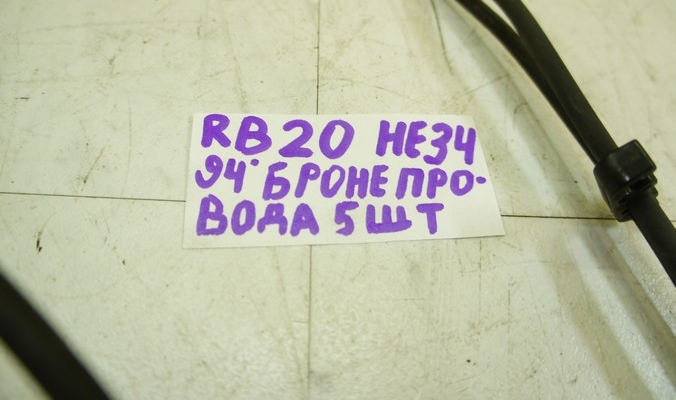 RB20 HE34
94° БРОНЕПРО-
ВОДА 5ШТ